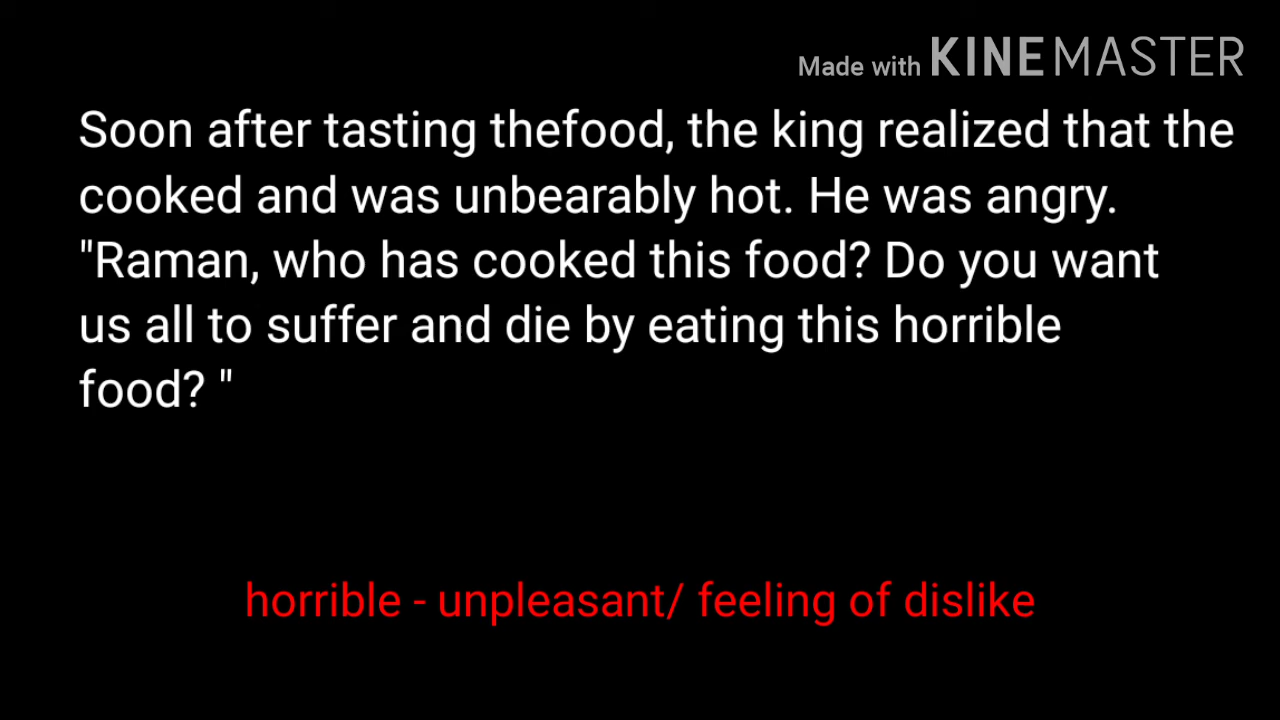 Made with KINEMASTER
Soon after tasting thefood, the king realized that the
cooked and was unbearably hot. He was angry.
"Raman, who has cooked this food? Do you want
us all to suffer and die by eating this horrible
food? "
horrible - unpleasant/ feeling of dislike